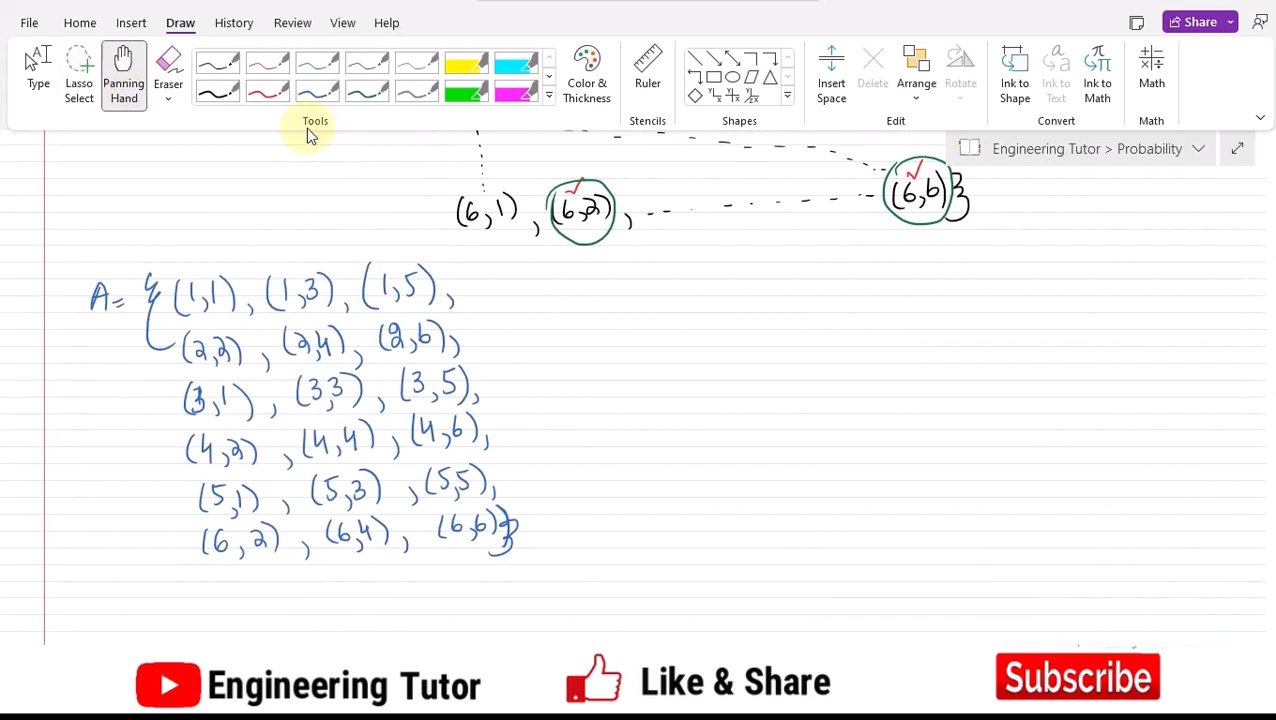 File Home Insert Draw History Review View Help Share
Type Lasso Select Panning Hand Eraser Color & Thickness Ruler Insert Space Delete Arrange Rotate Ink to Shape Ink to Text Ink to Math Math
Tools Stencils Shapes Edit Convert Math
Engineering Tutor > Probability
(6,6)}
(6,1) , (6,2) ,
A= { (1,1) , (1,3) , (1,5) ,
(2,2) , (2,4) , (2,6) ,
(3,1) , (3,3) , (3,5) ,
(4,2) , (4,4) , (4,6) ,
(5,1) , (5,3) , (5,5) ,
(6,2) , (6,4) , (6,6)}
Engineering Tutor Like & Share Subscribe